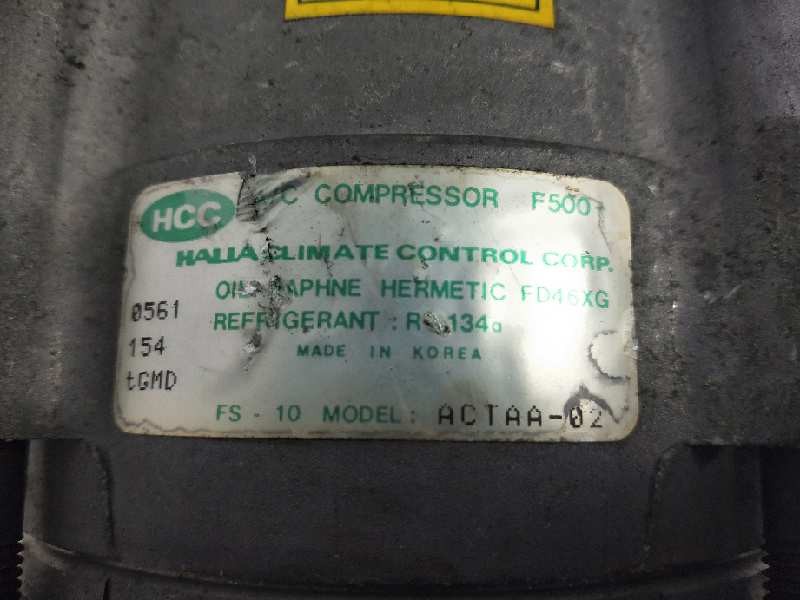 HCC
COMPRESSOR F500
HALLA CLIMATE CONTROL CORP.
HERMETIC FD46XG
0561
REFRIGERANT : 134a
154
MADE IN KOREA
tGMD
FS - 10 MODEL: ACTAA-02